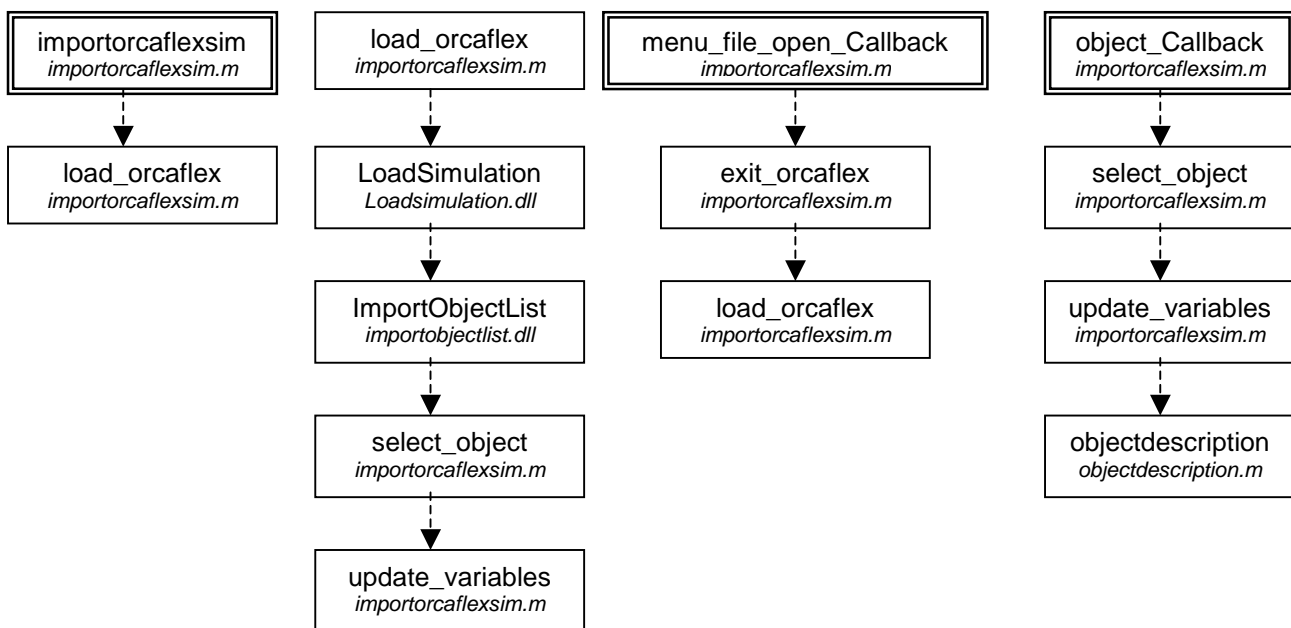 importorcaflexsim
importorcaflexsim.m
load_orcaflex
importorcaflexsim.m
load_orcaflex
importorcaflexsim.m
LoadSimulation
Loadsimulation.dll
ImportObjectList
importobjectlist.dll
select_object
importorcaflexsim.m
update_variables
importorcaflexsim.m
menu_file_open_Callback
importorcaflexsim.m
exit_orcaflex
importorcaflexsim.m
load_orcaflex
importorcaflexsim.m
object_Callback
importorcaflexsim.m
select_object
importorcaflexsim.m
update_variables
importorcaflexsim.m
objectdescription
objectdescription.m